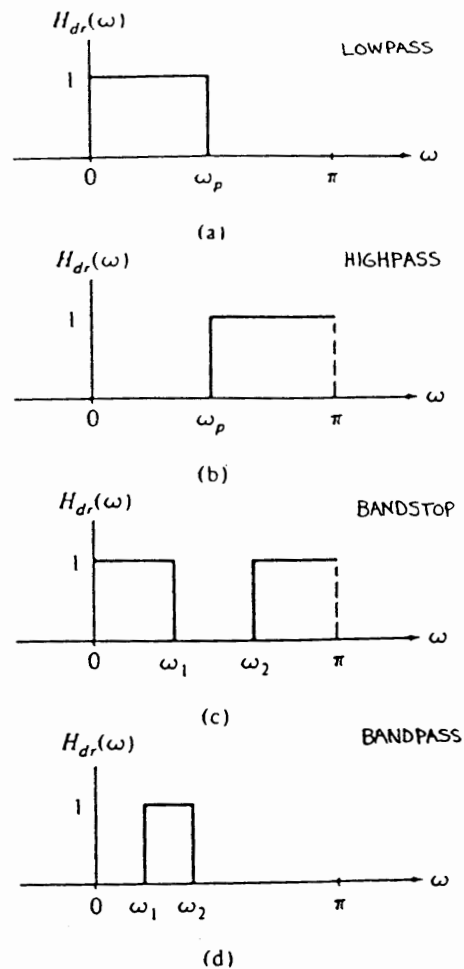 H_dr(ω) LOWPASS
1
0 ω_p π ω
(a)
H_dr(ω) HIGHPASS
1
0 ω_p π ω
(b)
H_dr(ω) BANDSTOP
1
0 ω_1 ω_2 π ω
(c)
H_dr(ω) BANDPASS
1
0 ω_1 ω_2 π ω
(d)